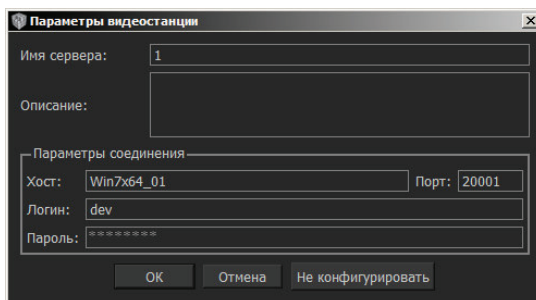 Параметры видеостанции
Имя сервера: 1
Описание:
Параметры соединения
Хост: Win7x64_01 Порт: 20001
Логин: dev
Пароль: ********
OK Отмена Не конфигурировать